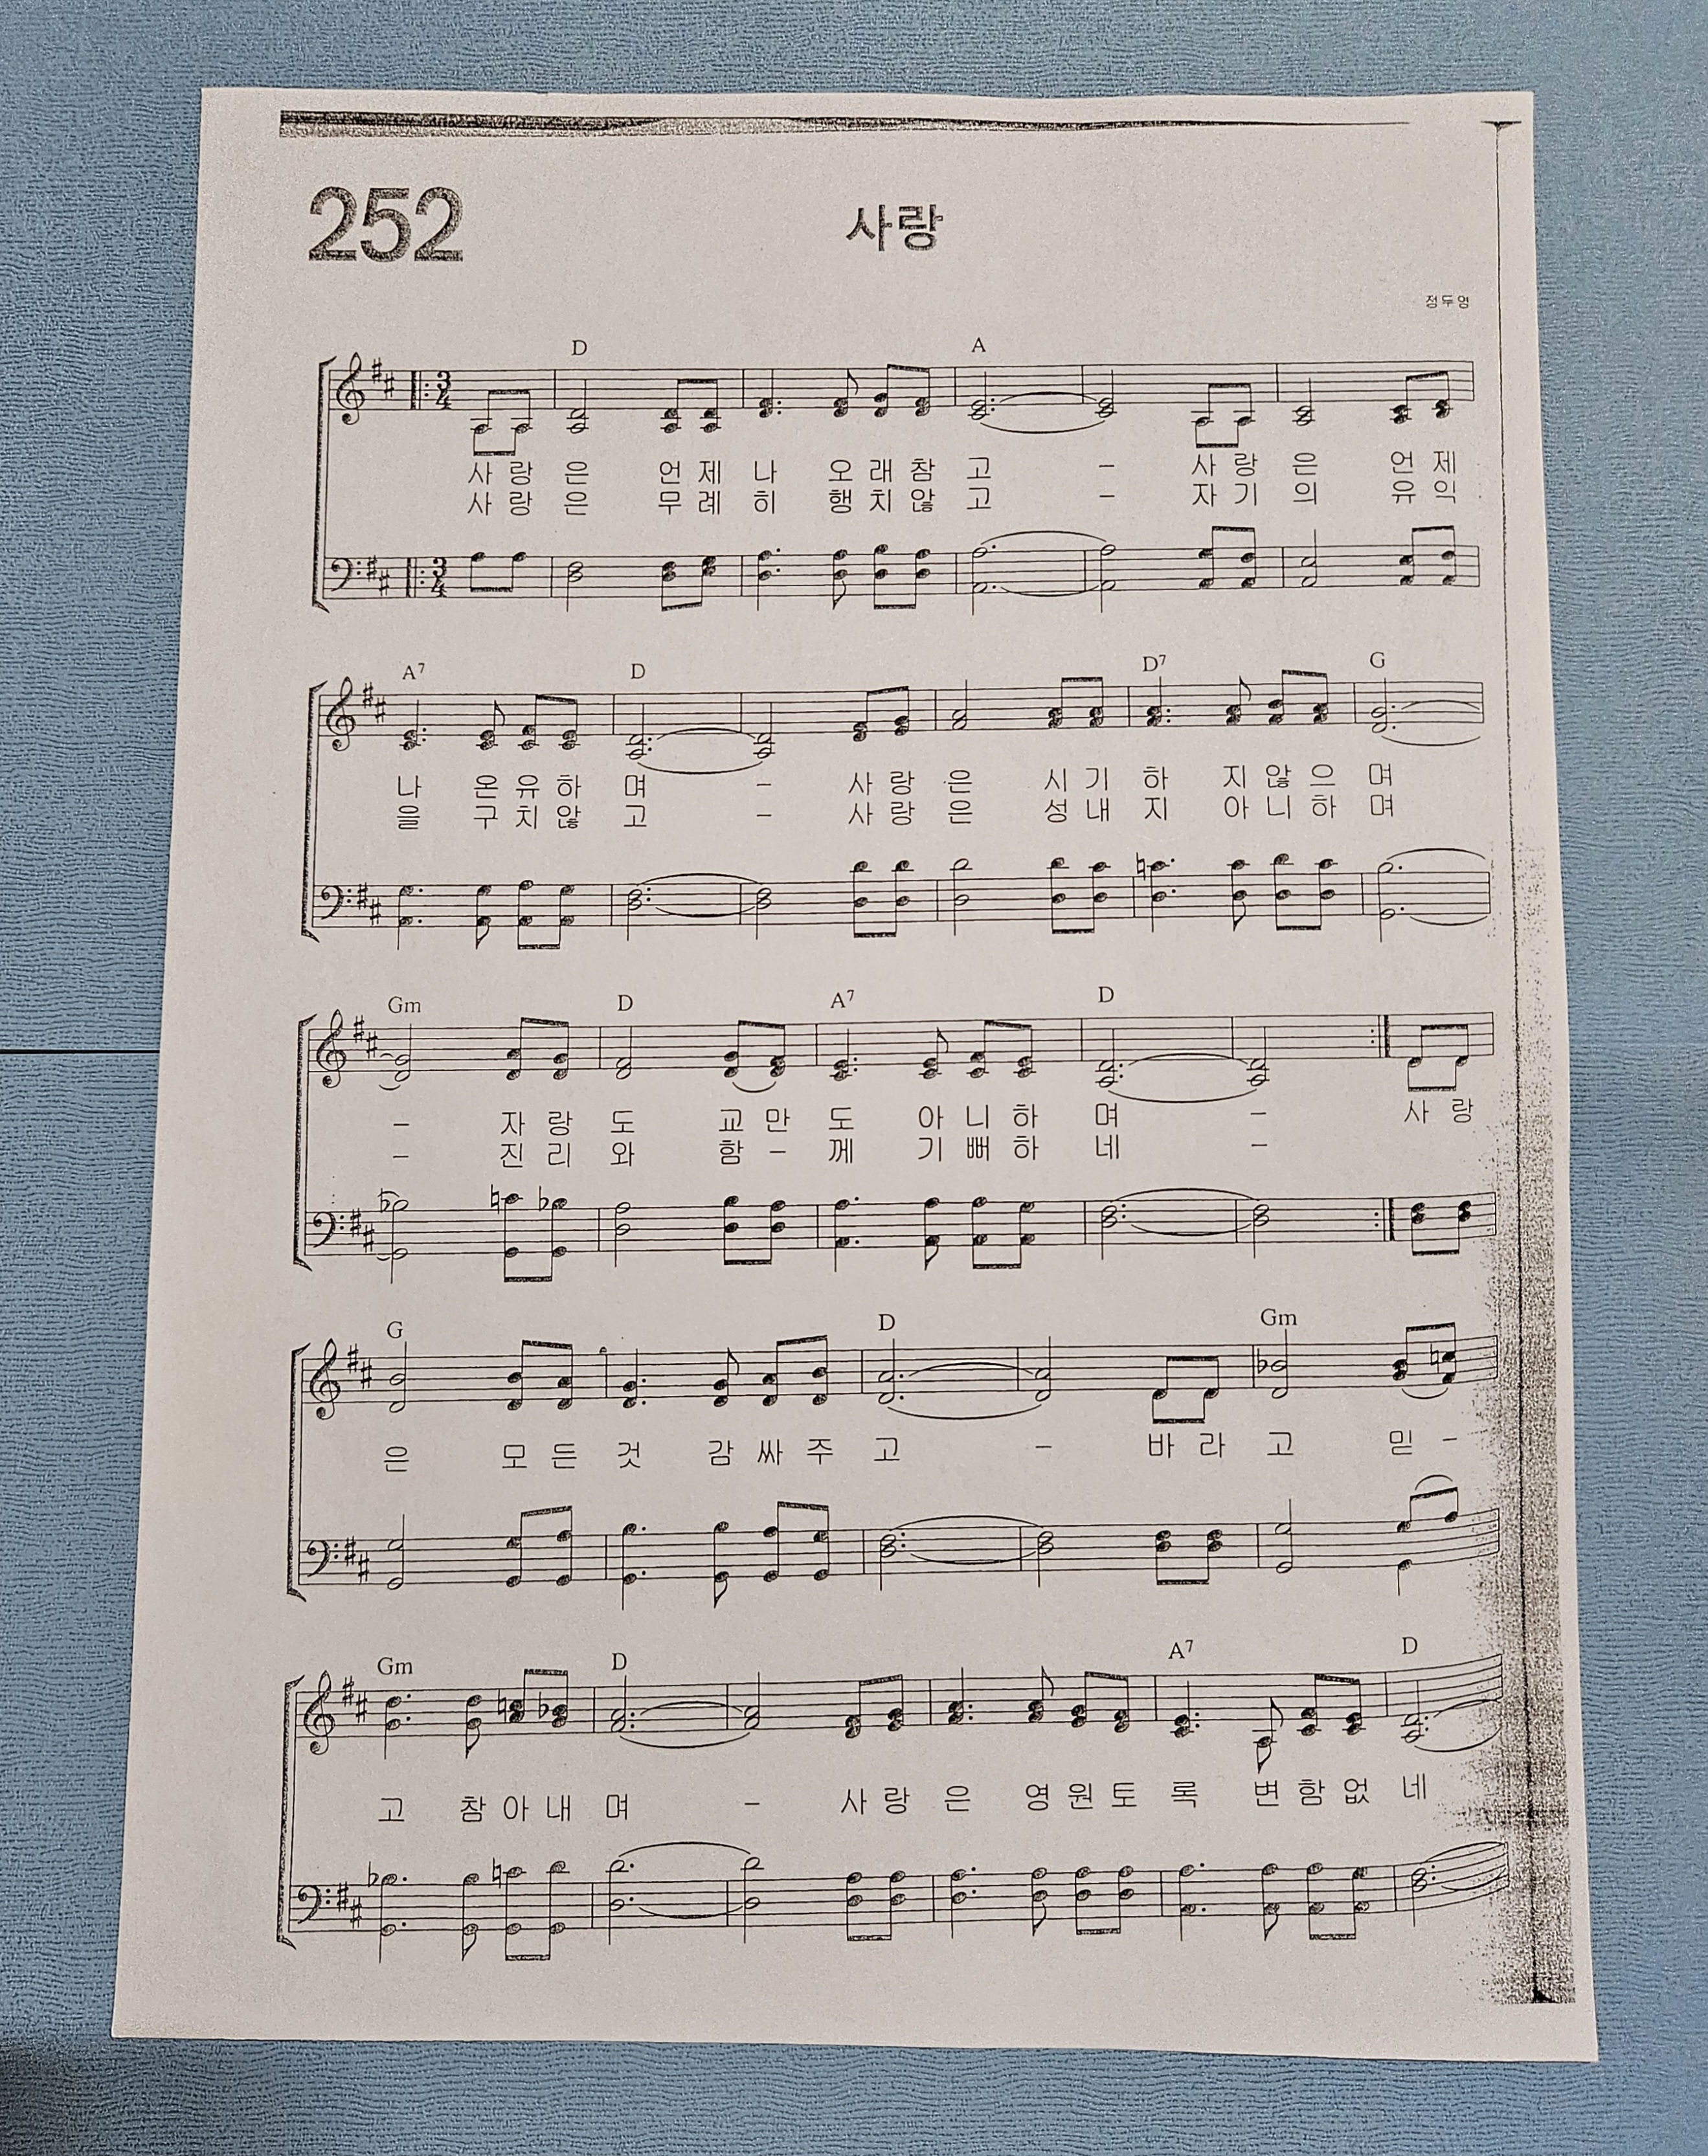 252
사랑
정두영
D A
사랑은 언제나 오래참고 - 사랑은 언제
사랑은 무례히 행치않고 - 자기의 유익
A7 D D7 G
나 온유하며 - 사랑은 시기하지않으며
을 구치않고 - 사랑은 성내지 아니하며
Gm D A7 D
- 자랑도 교만도 아니하며 - 사랑
- 진리와 함-께 기뻐하네 -
G D Gm
은 모든것 감싸주고 - 바라고 믿-
Gm D A7 D
고 참아내며 - 사랑은 영원토록 변함없네